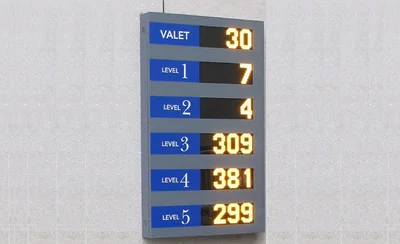 VALET 30
LEVEL 1 7
LEVEL 2 4
LEVEL 3 309
LEVEL 4 381
LEVEL 5 299